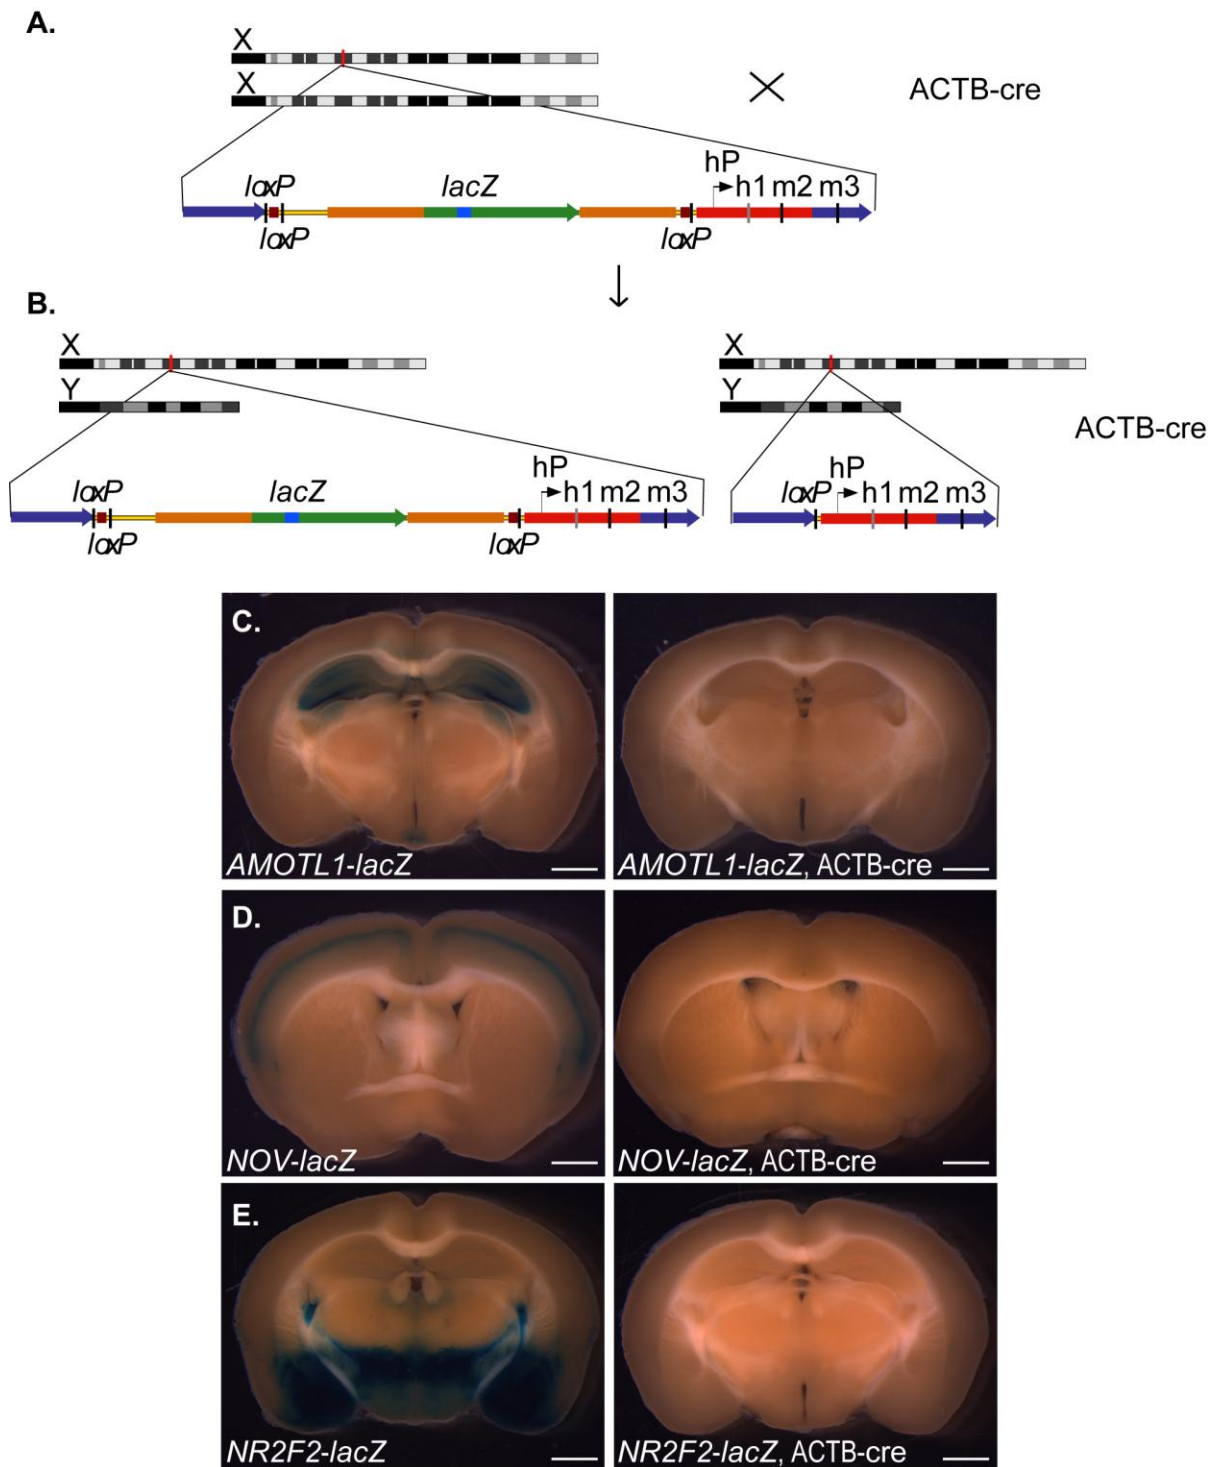 A.
X
X
ACTB-cre
hP
loxP lacZ h1 m2 m3
loxP loxP
B.
X X
Y Y
ACTB-cre
hP hP
loxP lacZ h1 m2 m3 loxP h1 m2 m3
loxP loxP
C.
AMOTL1-lacZ AMOTL1-lacZ, ACTB-cre
D.
NOV-lacZ NOV-lacZ, ACTB-cre
E.
NR2F2-lacZ NR2F2-lacZ, ACTB-cre